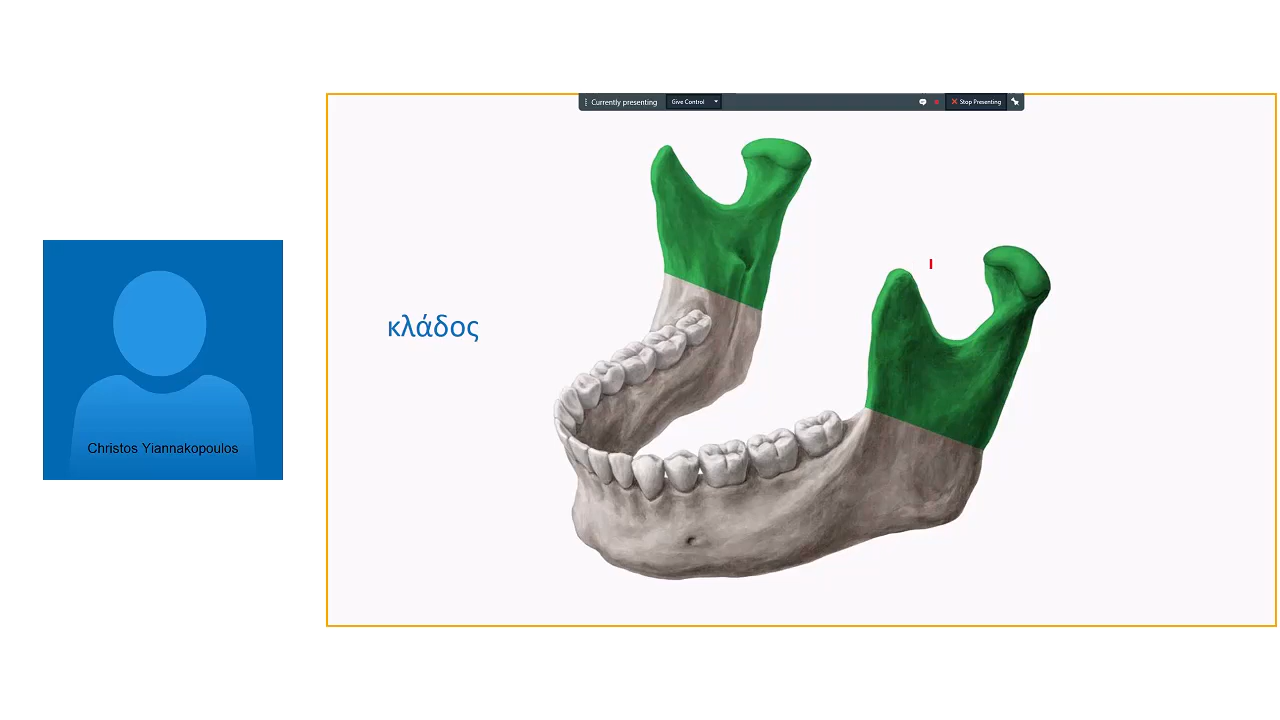 Currently presenting
Give Control
Stop Presenting
κλάδος
Christos Yiannakopoulos